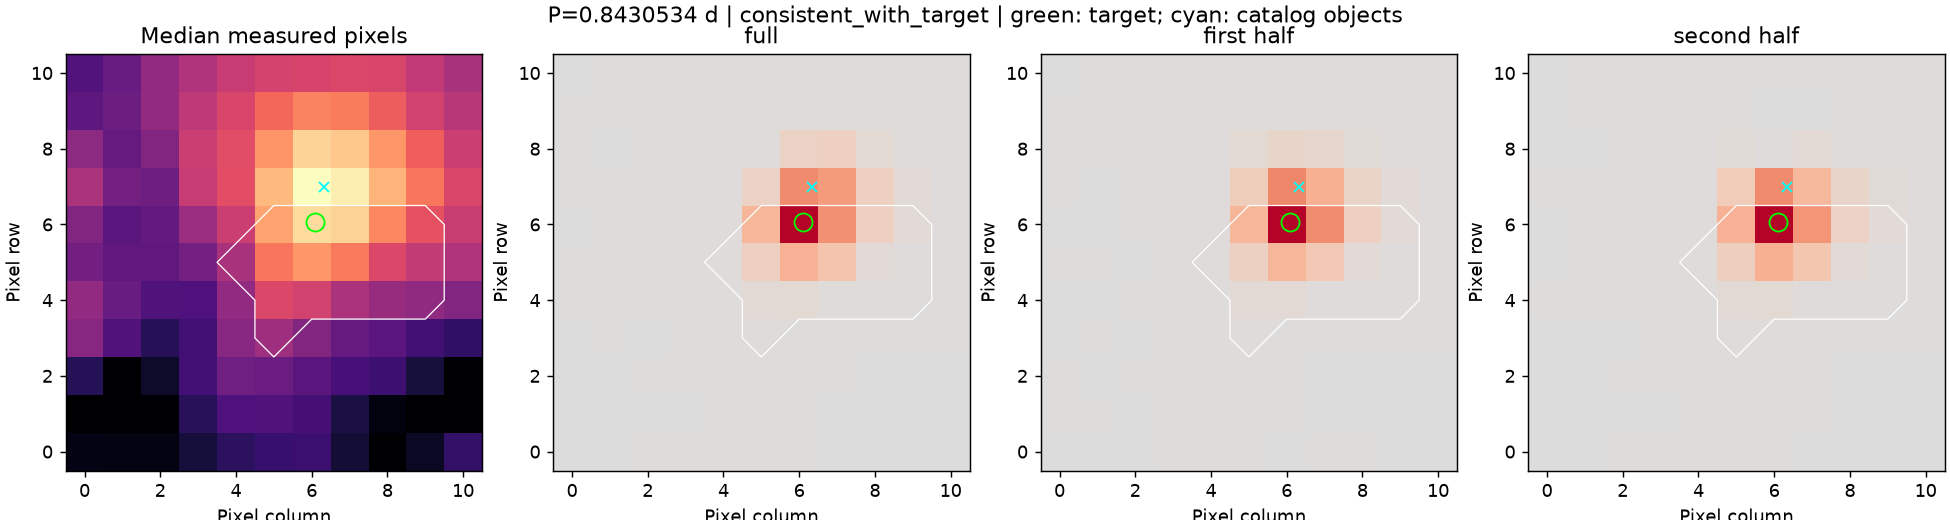 P=0.8430534 d | consistent_with_target | green: target; cyan: catalog objects
Median measured pixels
full
first half
second half
Pixel row
10
8
6
4
2
0
0 2 4 6 8 10
Pixel column
Pixel row
10
8
6
4
2
0
0 2 4 6 8 10
Pixel column
Pixel row
10
8
6
4
2
0
0 2 4 6 8 10
Pixel column
Pixel row
10
8
6
4
2
0
0 2 4 6 8 10
Pixel column